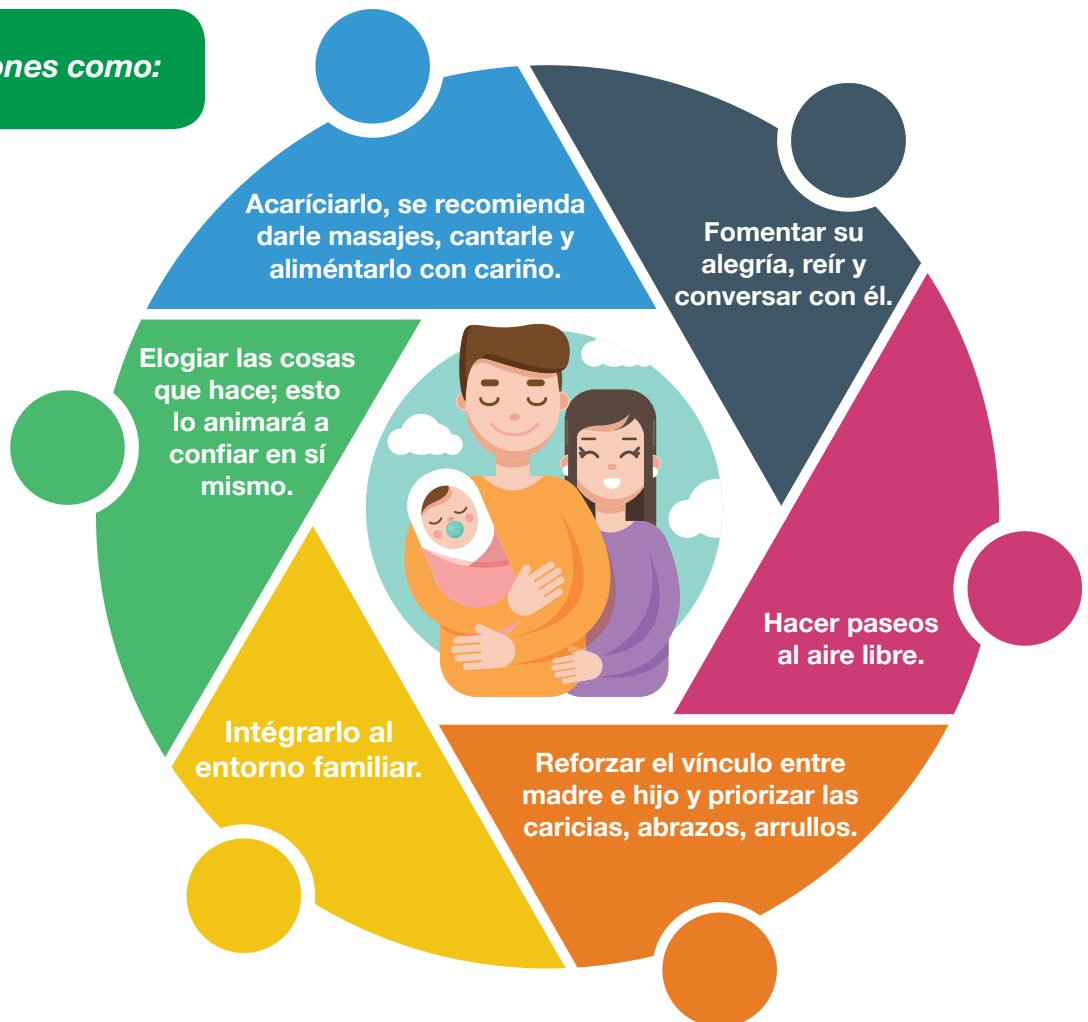 ones como:
Acaríciarlo, se recomienda
darle masajes, cantarle y
aliméntarlo con cariño.
Fomentar su
alegría, reír y
conversar con él.
Hacer paseos
al aire libre.
Reforzar el vínculo entre
madre e hijo y priorizar las
caricias, abrazos, arrullos.
Intégrarlo al
entorno familiar.
Elogiar las cosas
que hace; esto
lo animará a
confiar en sí
mismo.